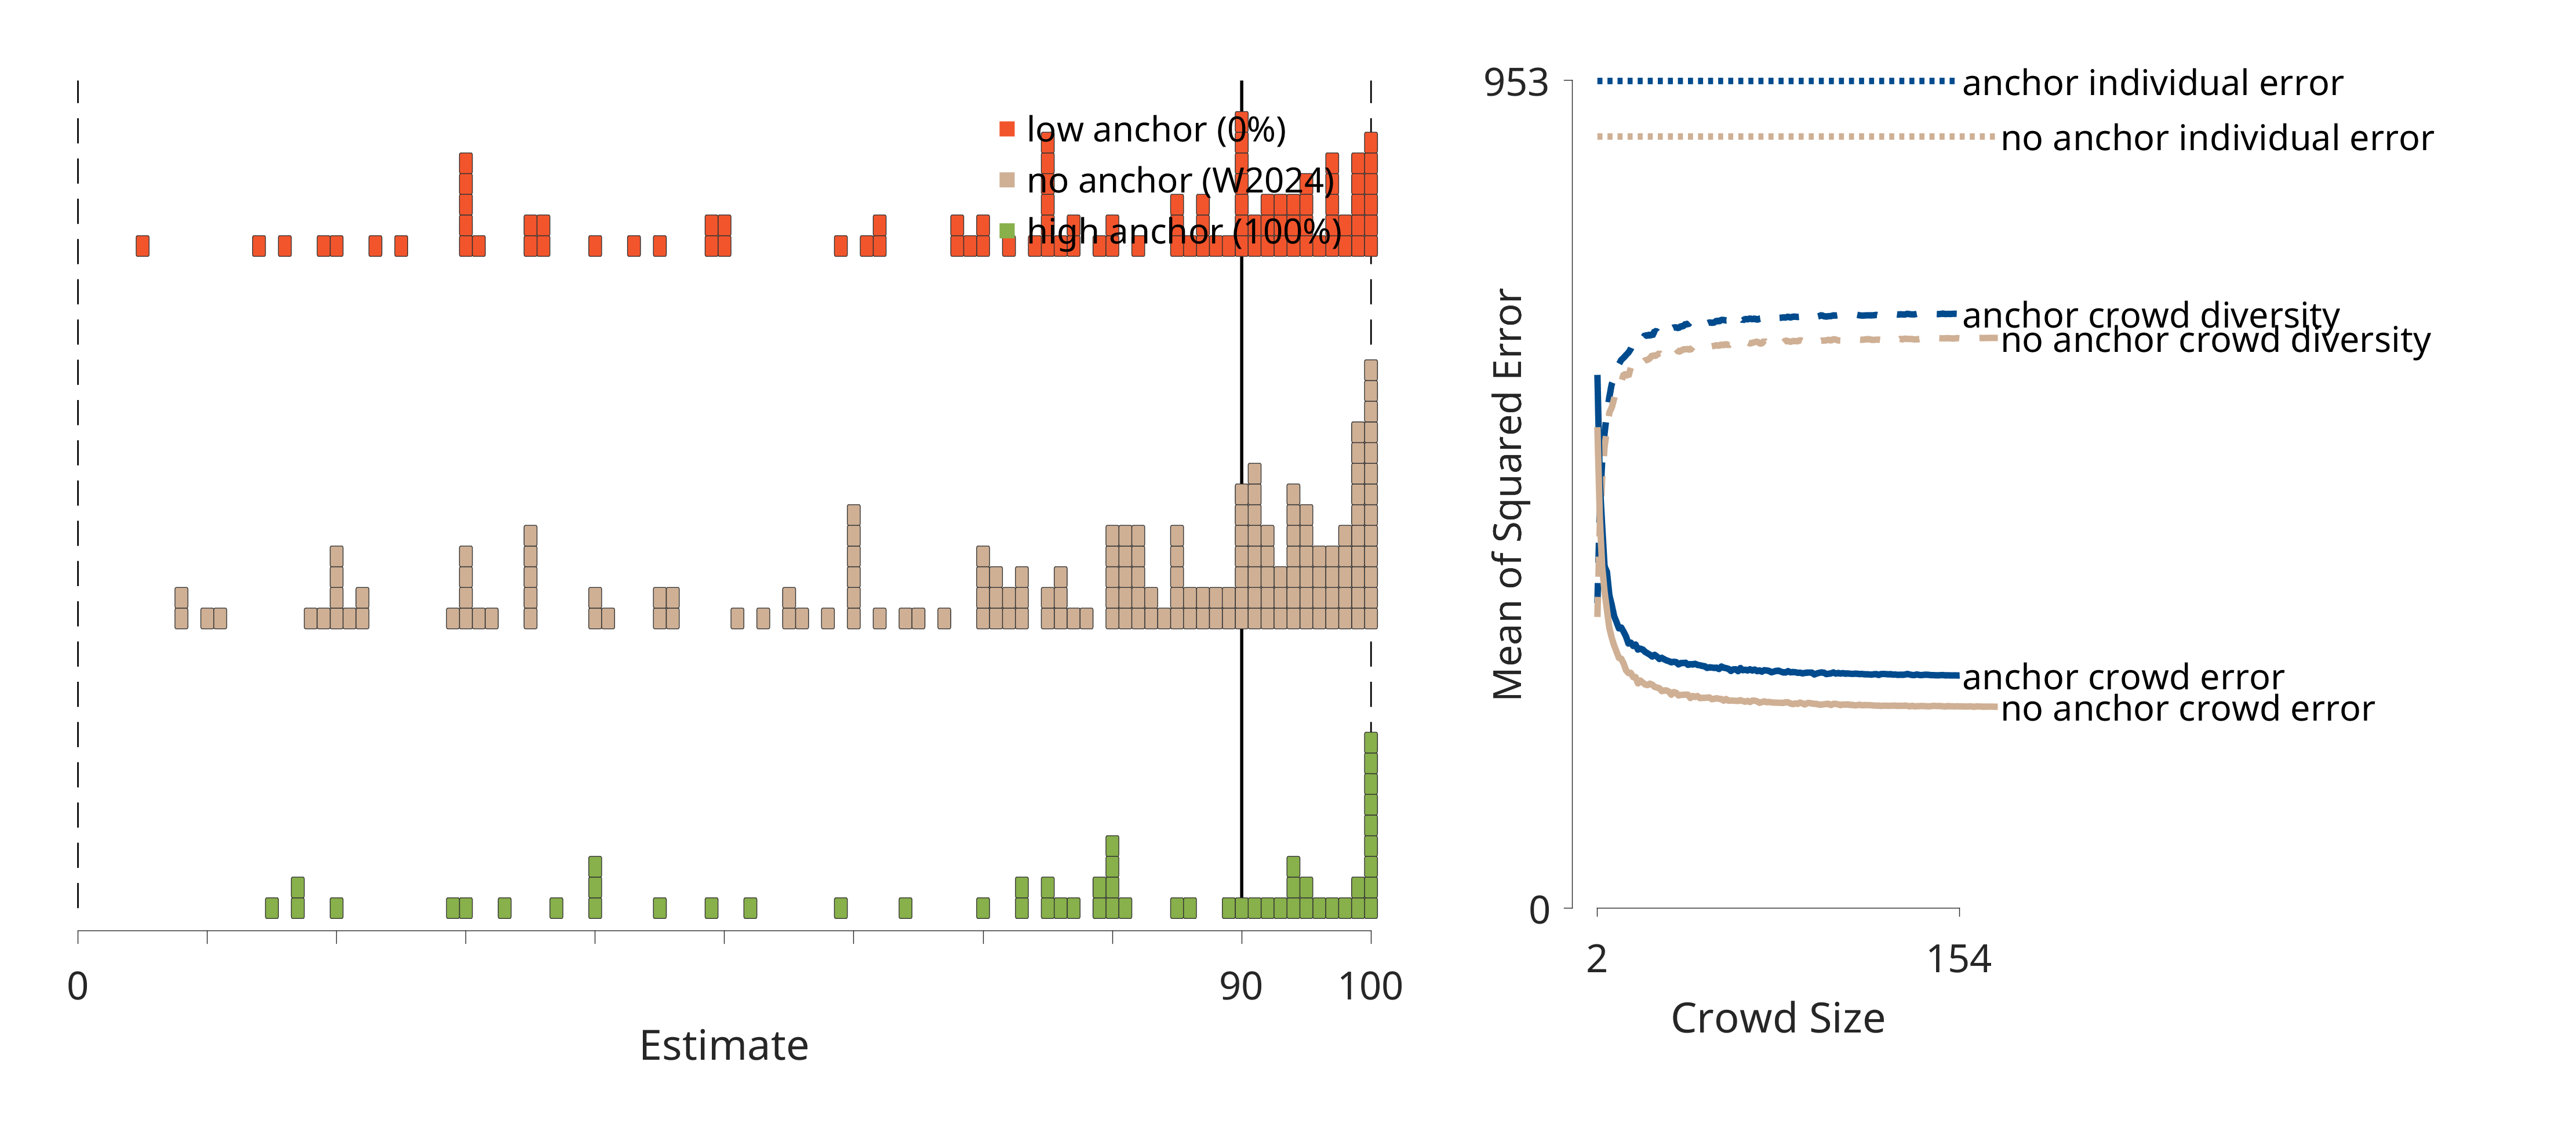 low anchor (0%)
no anchor (W2024)
high anchor (100%)
0
90
100
Estimate
953
0
Mean of Squared Error
2
154
Crowd Size
anchor individual error
no anchor individual error
anchor crowd diversity
no anchor crowd diversity
anchor crowd error
no anchor crowd error